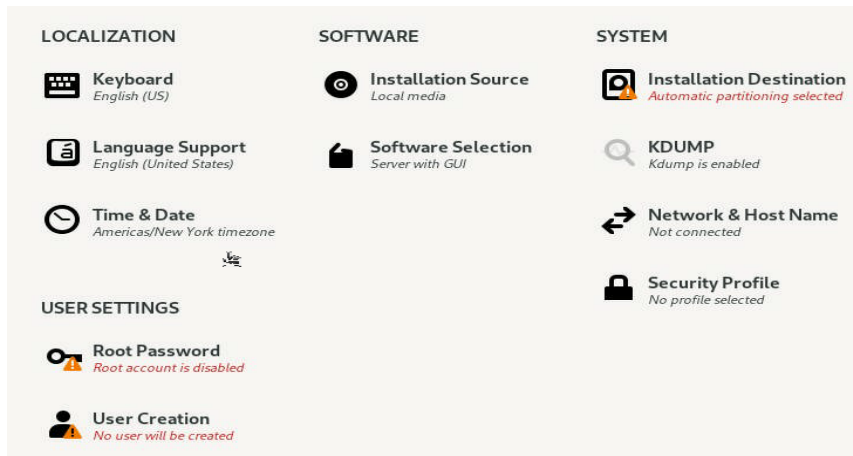 LOCALIZATION
Keyboard
English (US)
Language Support
English (United States)
Time & Date
Americas/New York timezone
USER SETTINGS
Root Password
Root account is disabled
User Creation
No user will be created
SOFTWARE
Installation Source
Local media
Software Selection
Server with GUI
SYSTEM
Installation Destination
Automatic partitioning selected
KDUMP
Kdump is enabled
Network & Host Name
Not connected
Security Profile
No profile selected